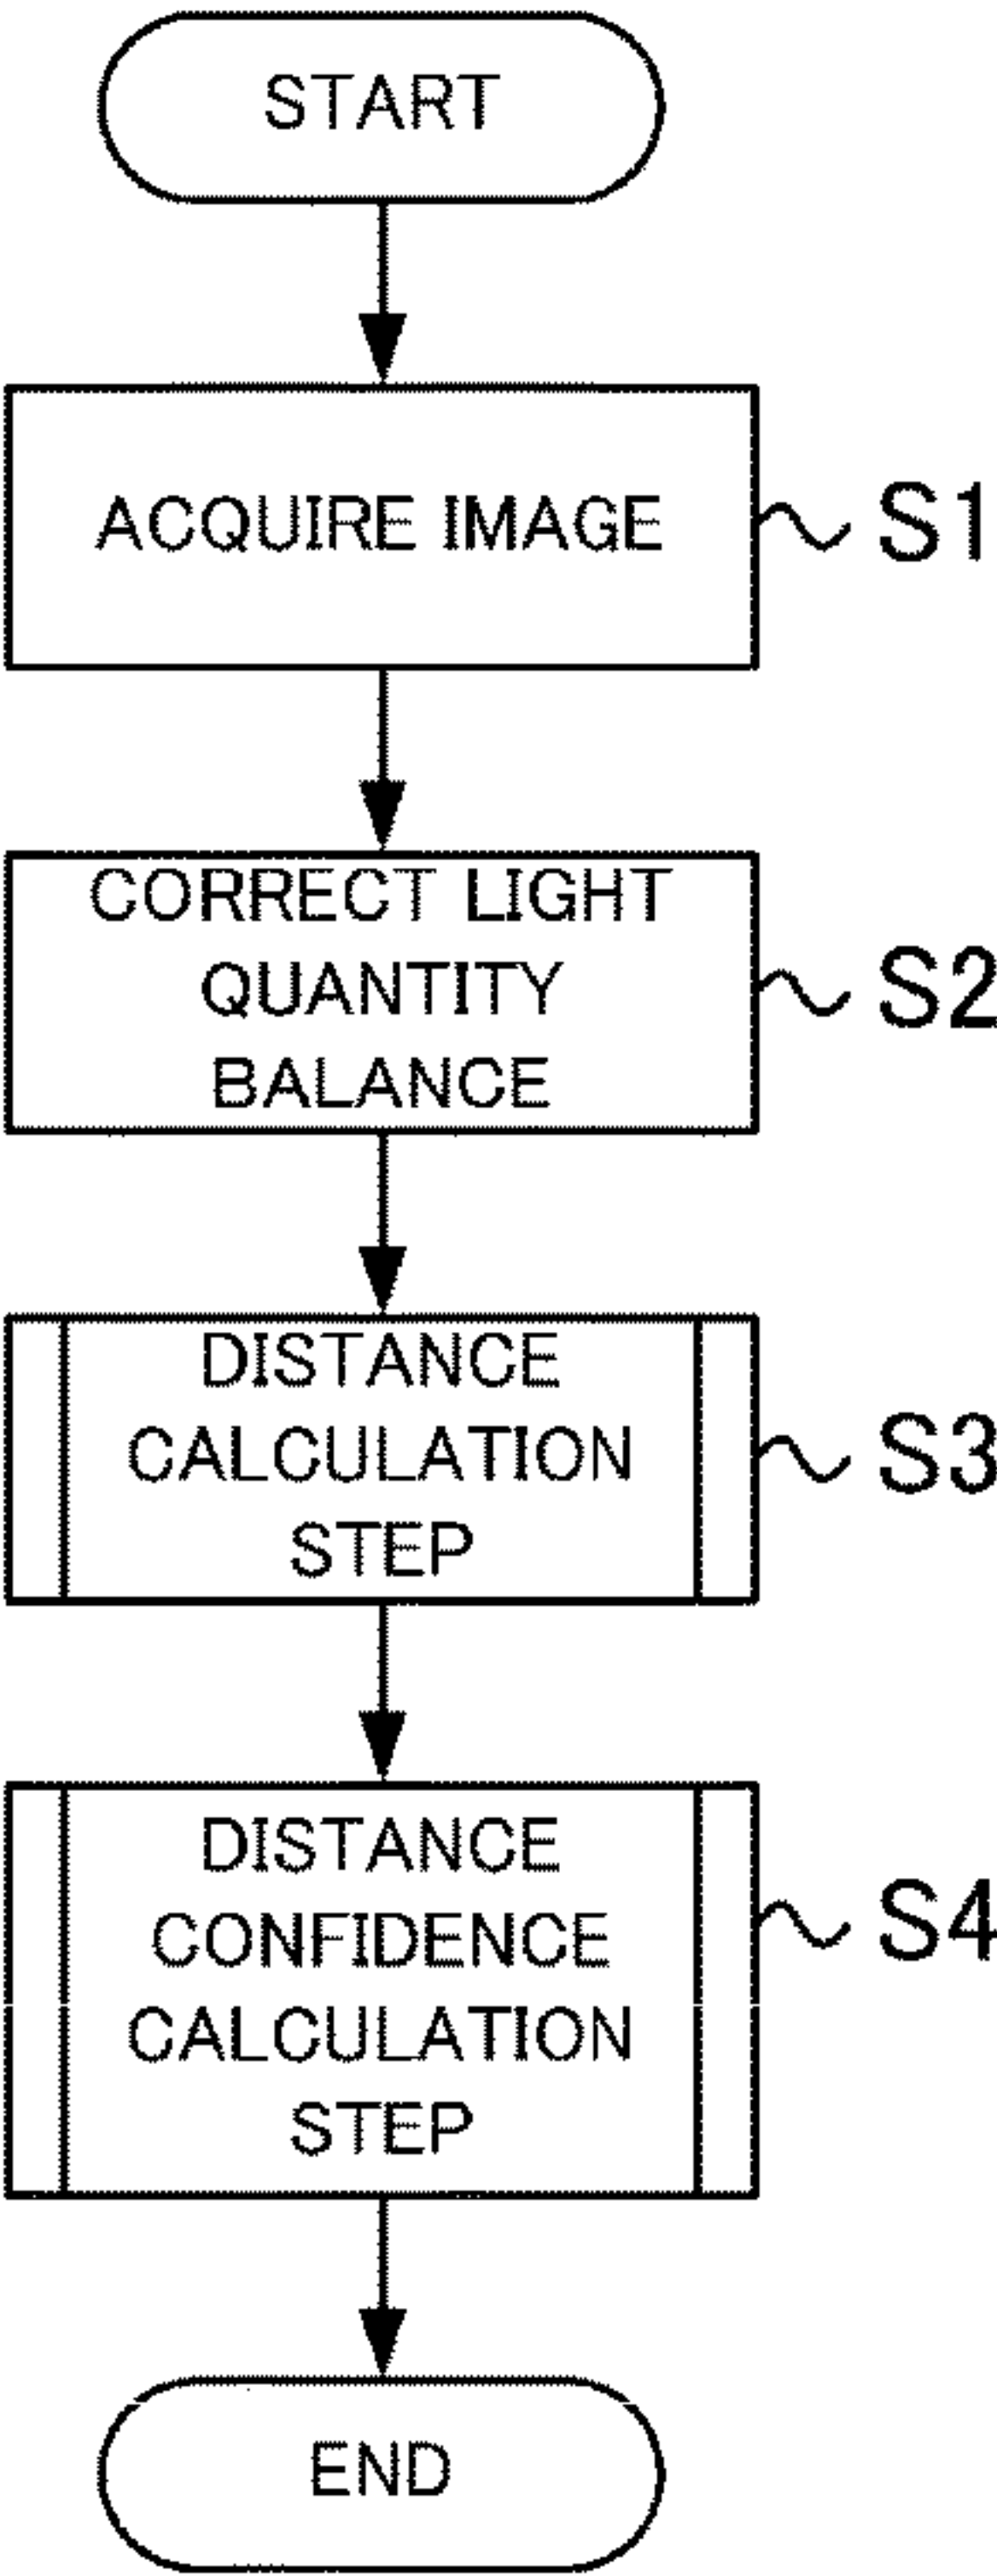 START
ACQUIRE IMAGE
S1
CORRECT LIGHT
QUANTITY
BALANCE
S2
DISTANCE
CALCULATION
STEP
S3
DISTANCE
CONFIDENCE
CALCULATION
STEP
S4
END